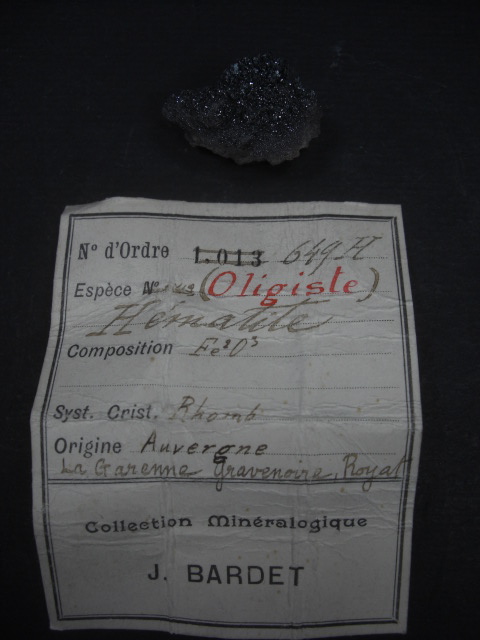 N° d'Ordre 1.013 649 H
Espèce N° (Oligiste)
Hématite
Composition Fe²O³
Syst. Crist. Rhomb
Origine Auvergne
La Garenne Gravenoire, Royat
Collection Minéralogique
J. BARDET